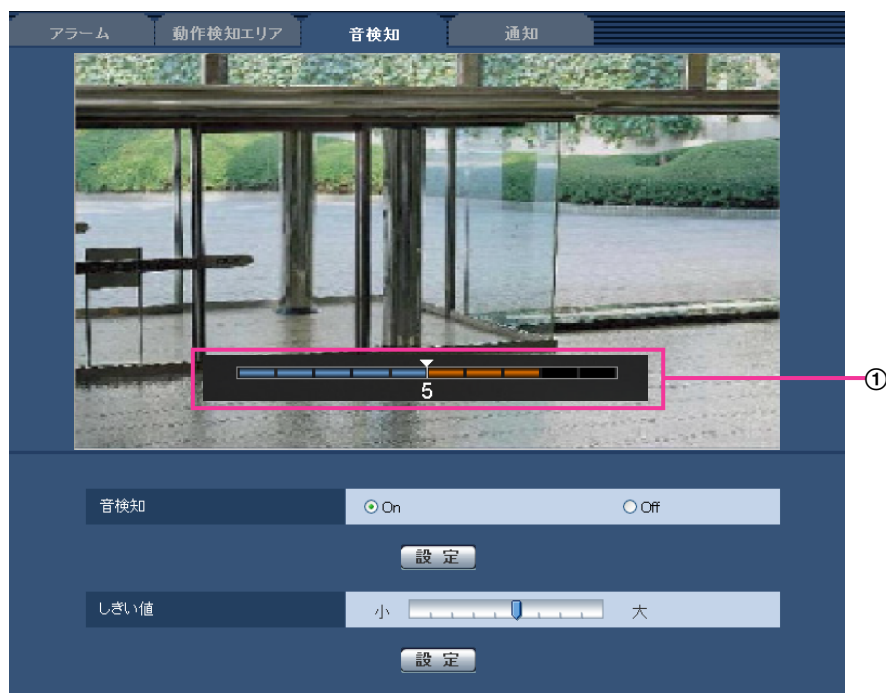 アラーム 動作検知エリア 音検知 通知
5
①
音検知 On Off
設定
しきい値 小 大
設定